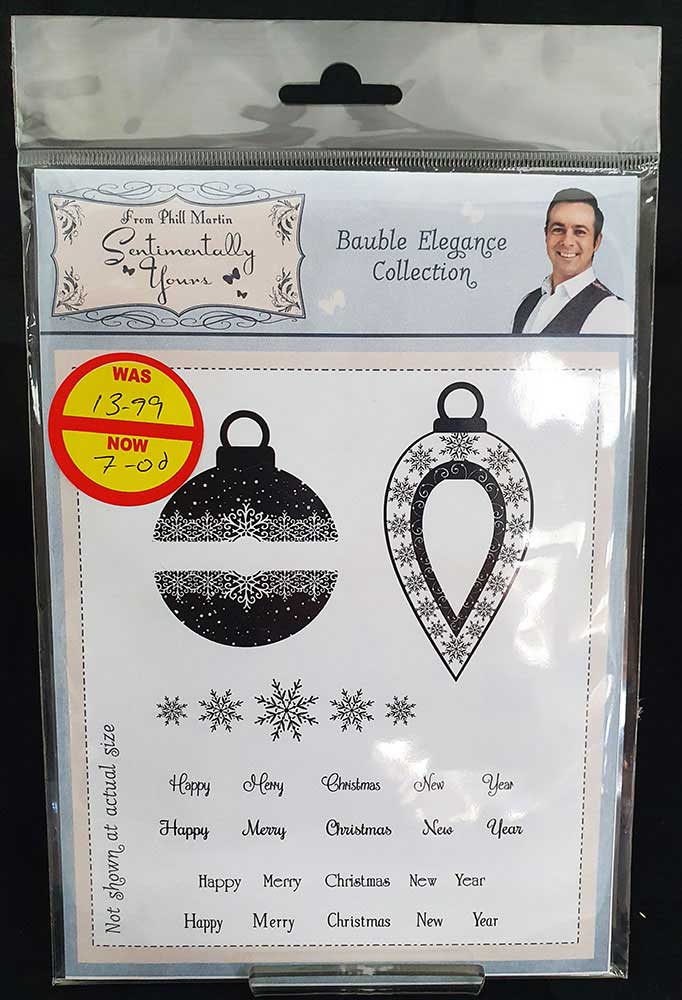 From Phill Martin
Sentimentally
Yours
Bauble Elegance
Collection
WAS
13-99
NOW
7-00
Not shown at actual size
Happy Merry Christmas New Year
Happy Merry Christmas New Year
Happy Merry Christmas New Year
Happy Merry Christmas New Year